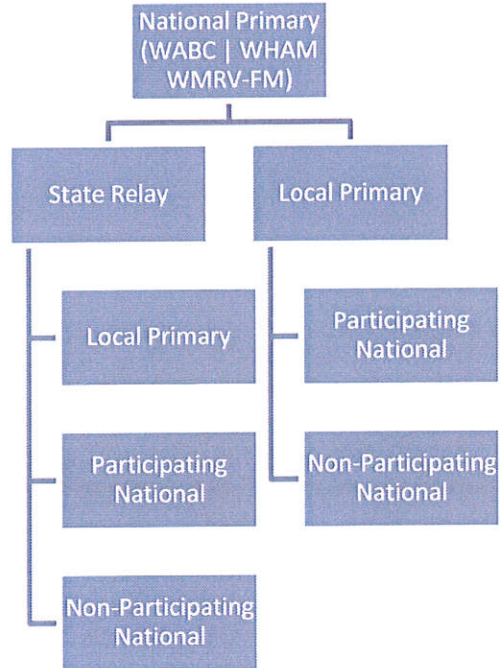 National Primary
(WABC | WHAM
WMRV-FM)
State Relay
Local Primary
Local Primary
Participating
National
Participating
National
Non-Participating
National
Non-Participating
National